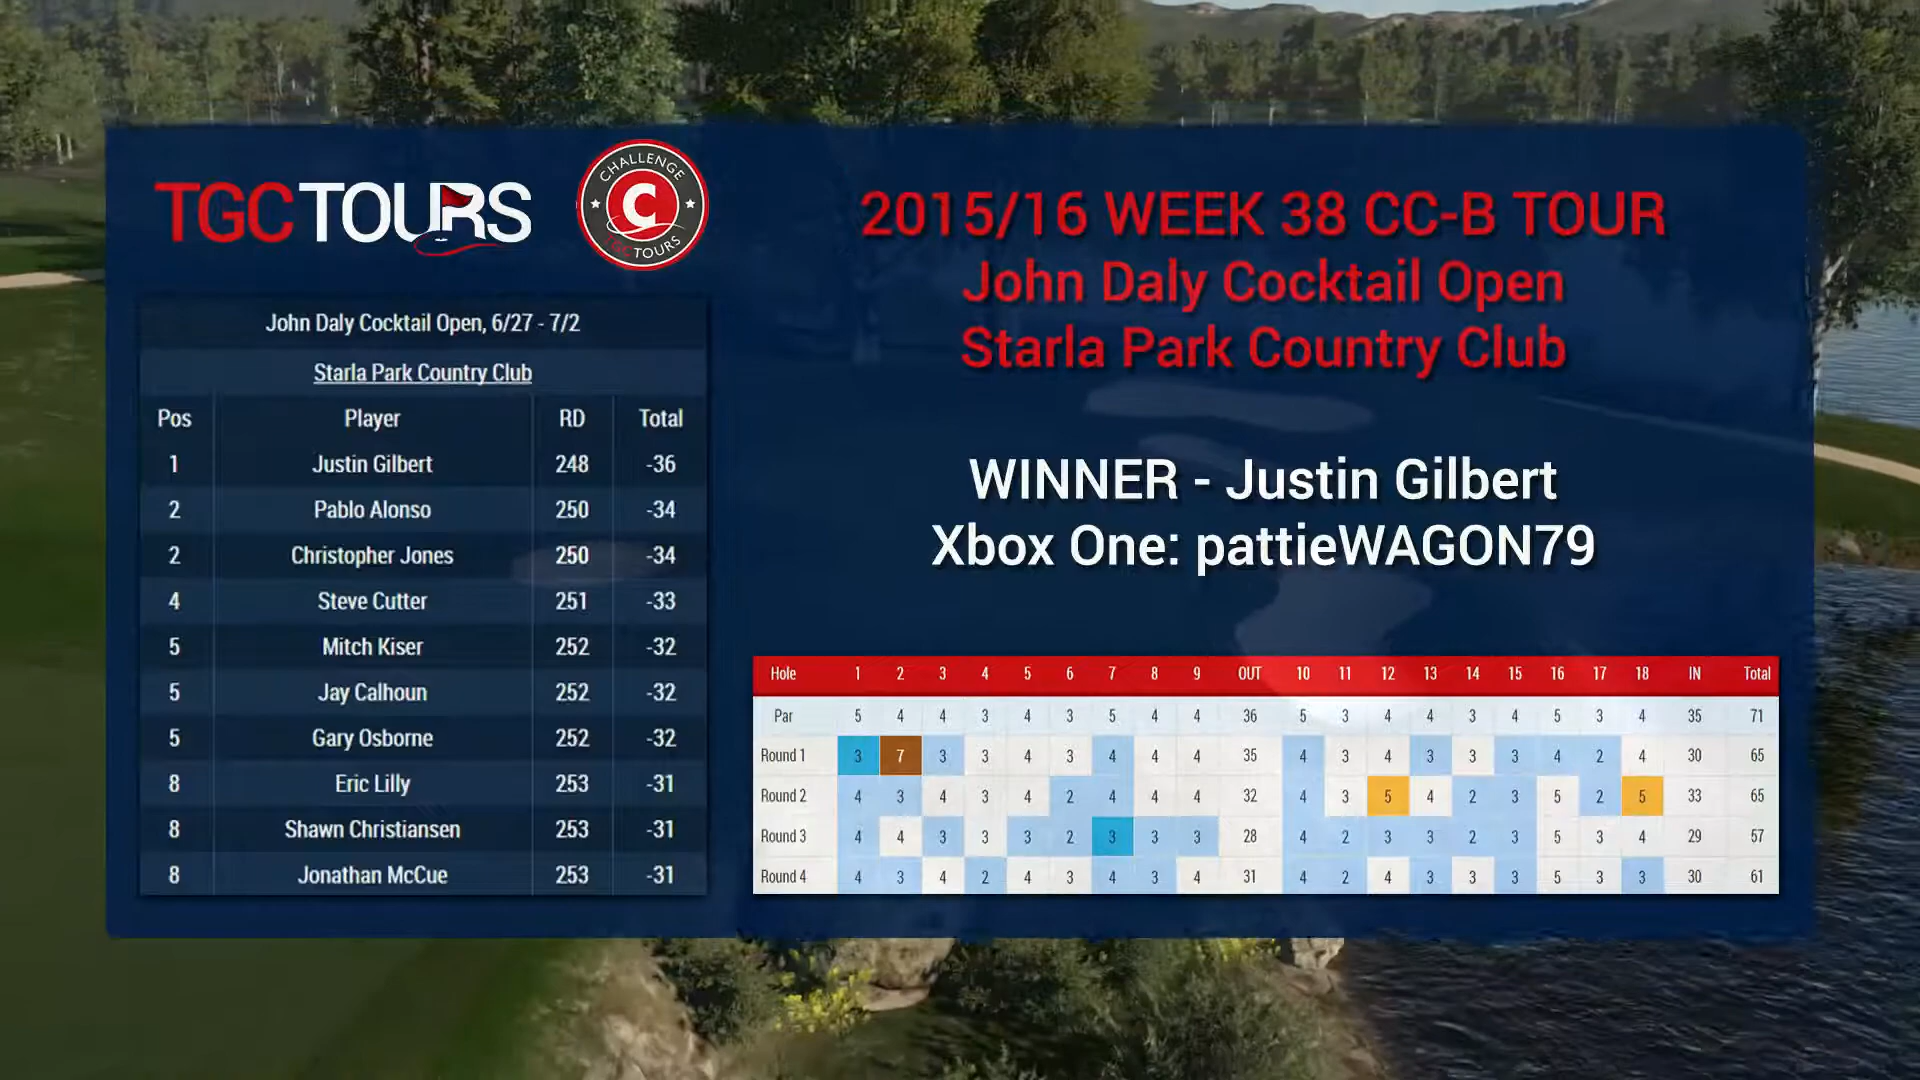 TGCTOURS
CHALLENGE
C
TGCTOURS
2015/16 WEEK 38 CC-B TOUR
John Daly Cocktail Open
Starla Park Country Club
WINNER - Justin Gilbert
Xbox One: pattieWAGON79
John Daly Cocktail Open, 6/27 - 7/2
Starla Park Country Club
Pos Player RD Total
1 Justin Gilbert 248 -36
2 Pablo Alonso 250 -34
2 Christopher Jones 250 -34
4 Steve Cutter 251 -33
5 Mitch Kiser 252 -32
5 Jay Calhoun 252 -32
5 Gary Osborne 252 -32
8 Eric Lilly 253 -31
8 Shawn Christiansen 253 -31
8 Jonathan McCue 253 -31
Hole 1 2 3 4 5 6 7 8 9 OUT 10 11 12 13 14 15 16 17 18 IN Total
Par 5 4 4 3 4 3 5 4 4 36 5 3 4 4 3 4 5 3 4 35 71
Round 1 3 7 3 3 4 3 4 4 4 35 4 3 4 3 3 3 4 2 4 30 65
Round 2 4 3 4 3 4 2 4 4 4 32 4 3 5 4 2 3 5 2 5 33 65
Round 3 4 4 3 3 3 2 3 3 3 28 4 2 3 3 2 3 5 3 4 29 57
Round 4 4 3 4 2 4 3 4 3 4 31 4 2 4 3 3 3 5 3 3 30 61